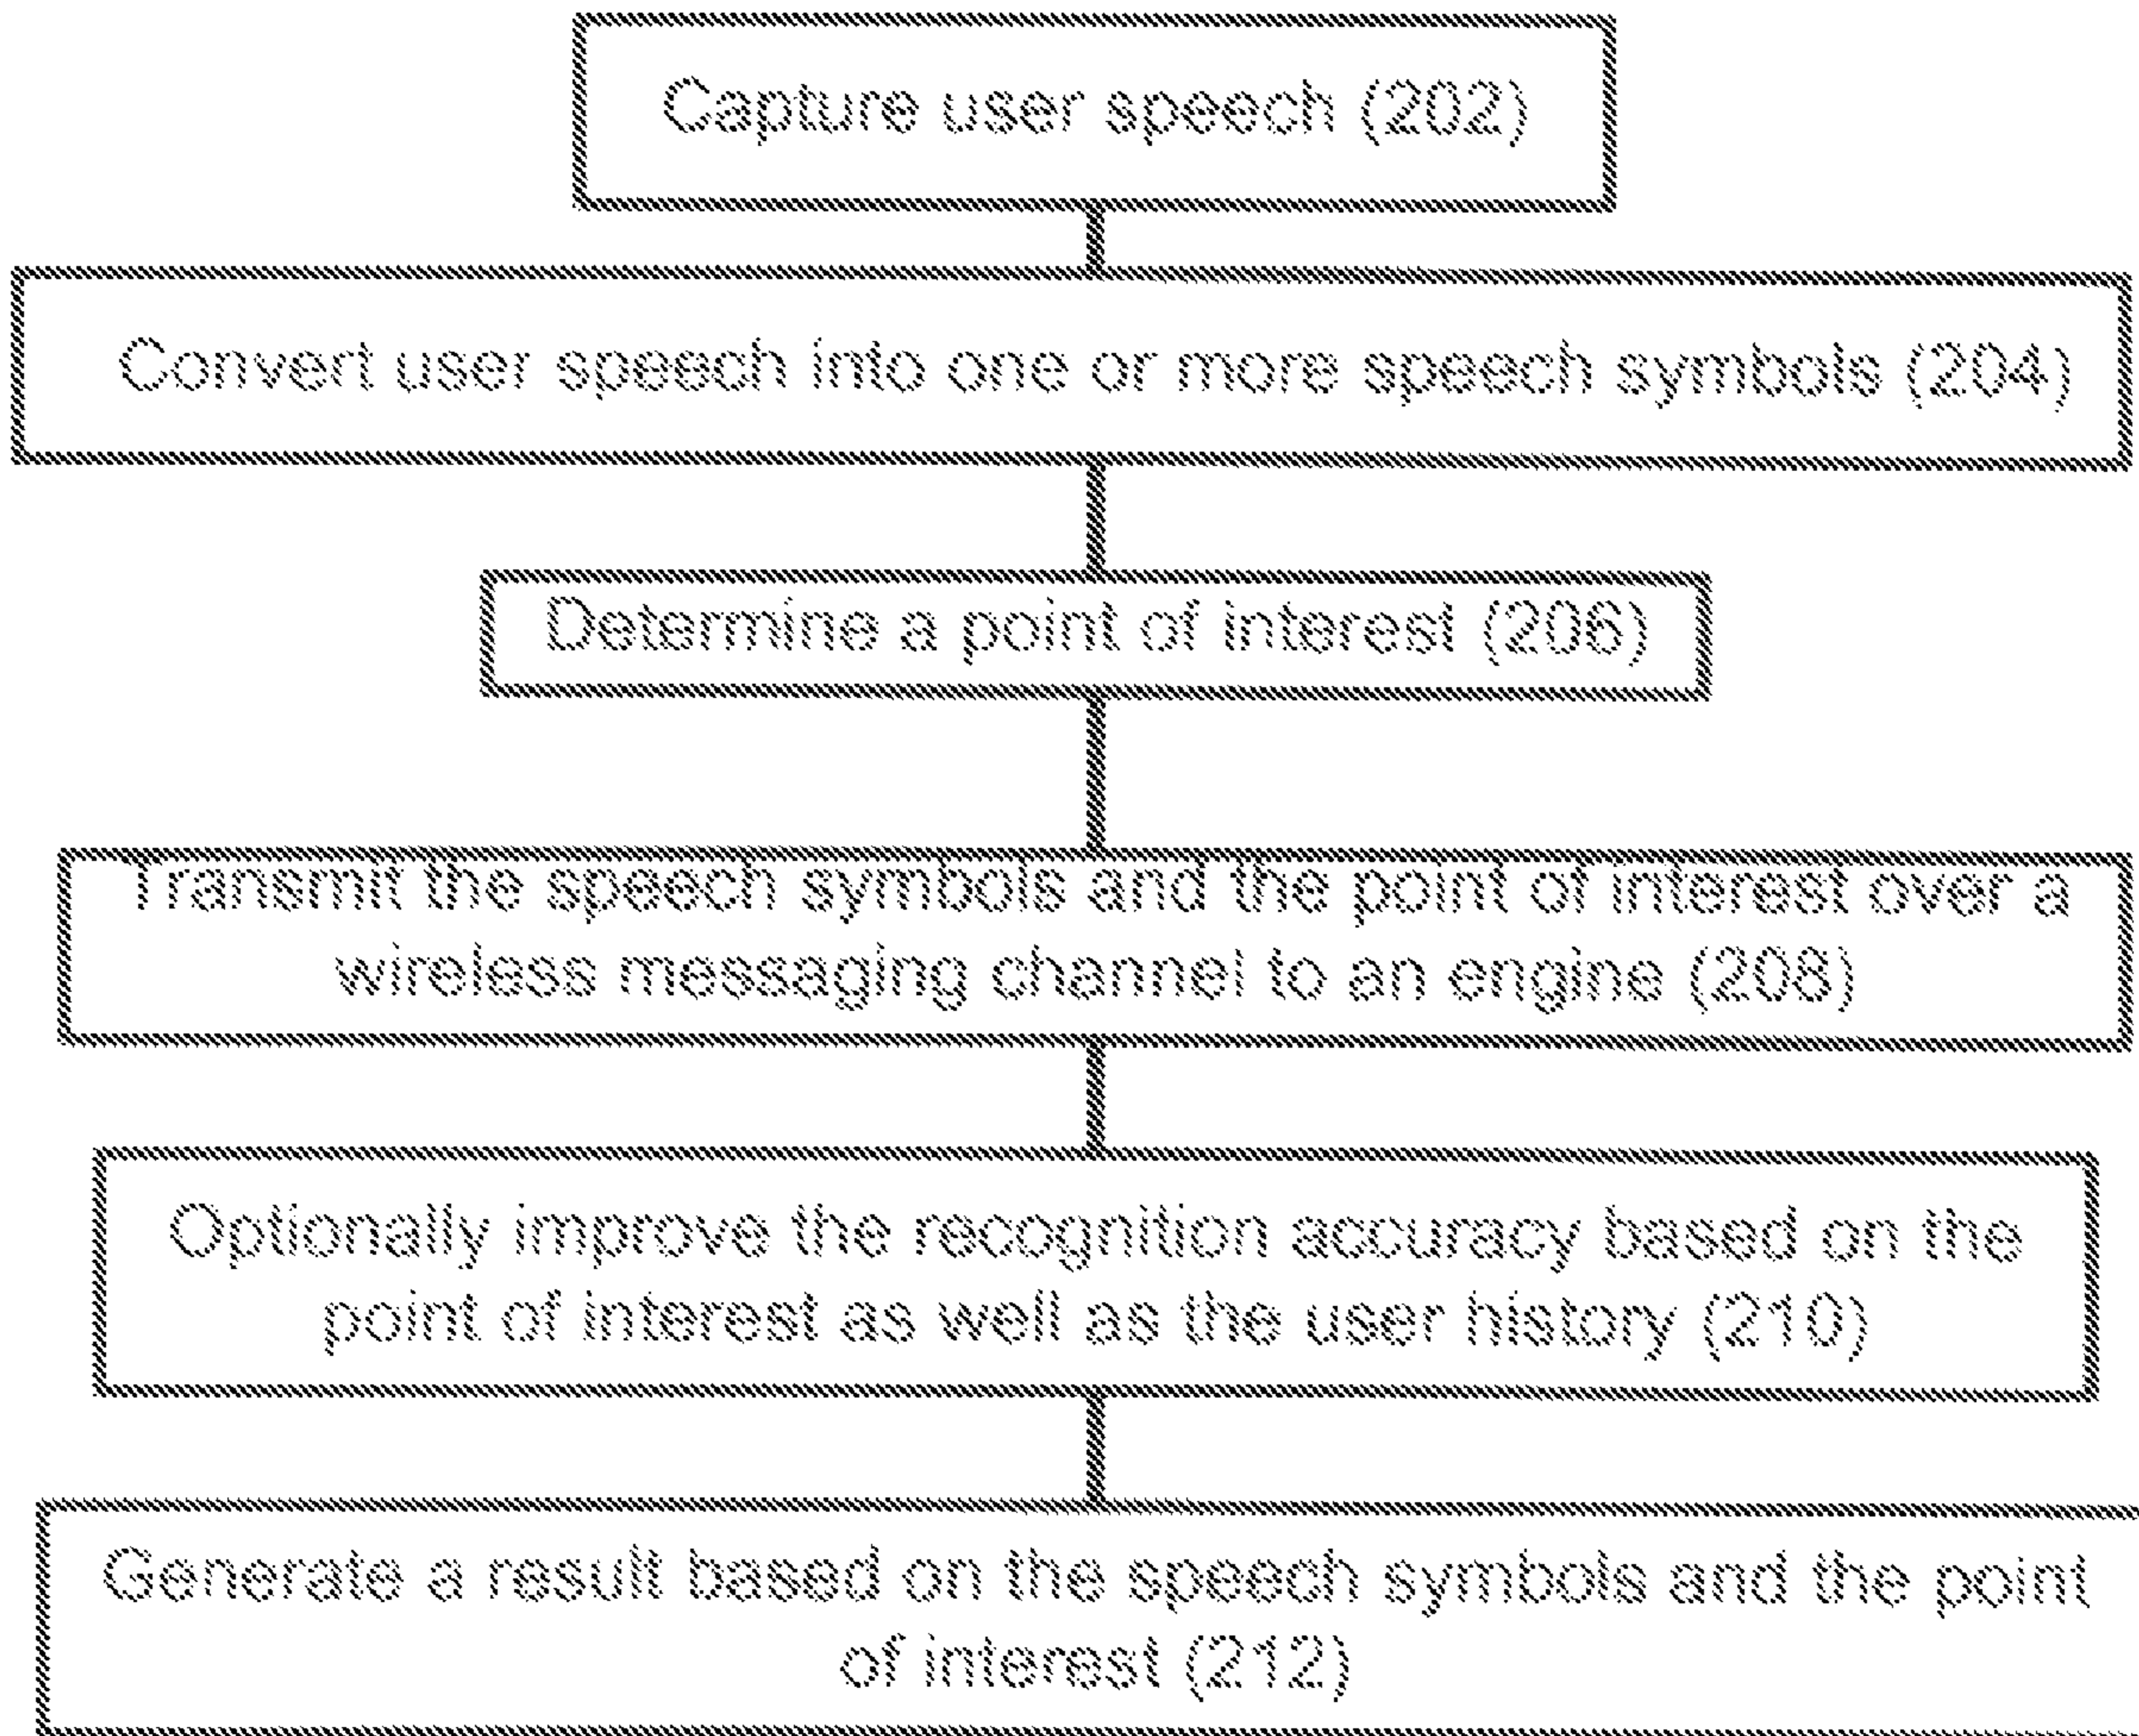 Capture user speech (202)
Convert user speech into one or more speech symbols (204)
Determine a point of interest (206)
Transmit the speech symbols and the point of interest over a
wireless messaging channel to an engine (208)
Optionally improve the recognition accuracy based on the
point of interest as well as the user history (210)
Generate a result based on the speech symbols and the point
of interest (212)